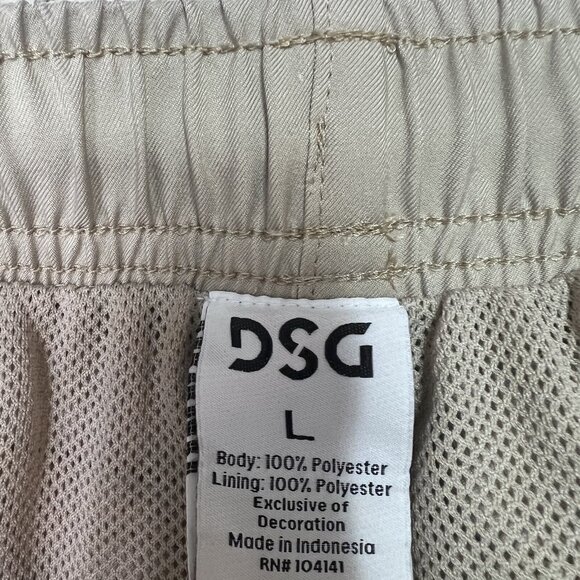 DSG
L
Body: 100% Polyester
Lining: 100% Polyester
Exclusive of
Decoration
Made in Indonesia
RN# 104141